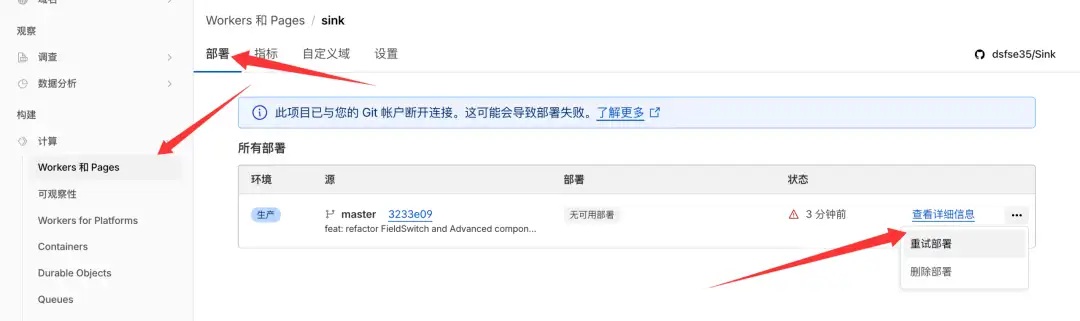 域名
观察
调查
数据分析
构建
计算
Workers 和 Pages
可观察性
Workers for Platforms
Containers
Durable Objects
Queues
Workers 和 Pages / sink
部署 指标 自定义域 设置
dsfse35/Sink
此项目已与您的 Git 帐户断开连接。这可能会导致部署失败。了解更多
所有部署
环境 源 部署 状态
生产 master 3233e09 无可用部署 3 分钟前 查看详细信息 •••
feat: refactor FieldSwitch and Advanced compon...
重试部署
删除部署